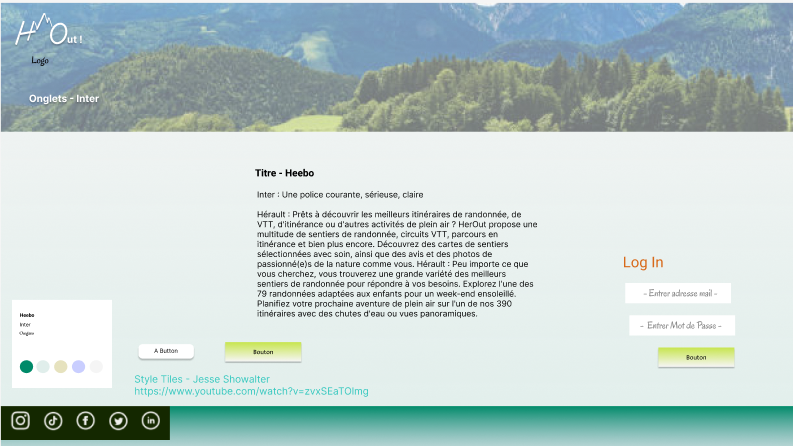 HOut !
Logo
Onglets - Inter
Titre - Heebo
Inter : Une police courante, sérieuse, claire
Hérault : Prêts à découvrir les meilleurs itinéraires de randonnée, de
VTT, d'itinérance ou d'autres activités de plein air ? HerOut propose une
multitude de sentiers de randonnée, circuits VTT, parcours en
itinérance et bien plus encore. Découvrez des cartes de sentiers
sélectionnées avec soin, ainsi que des avis et des photos de
passionné(e)s de la nature comme vous. Hérault : Peu importe ce que
vous cherchez, vous trouverez une grande variété des meilleurs
sentiers de randonnée pour répondre à vos besoins. Explorez l'une des
79 randonnées adaptées aux enfants pour un week-end ensoleillé.
Planifiez votre prochaine aventure de plein air sur l'un de nos 390
itinéraires avec des chutes d'eau ou vues panoramiques.
Log In
- Entrer adresse mail -
- Entrer Mot de Passe -
Bouton
Heebo
Inter
A Button
Bouton
Style Tiles - Jesse Showalter
https://www.youtube.com/watch?v=zvxSEaTOImg
in